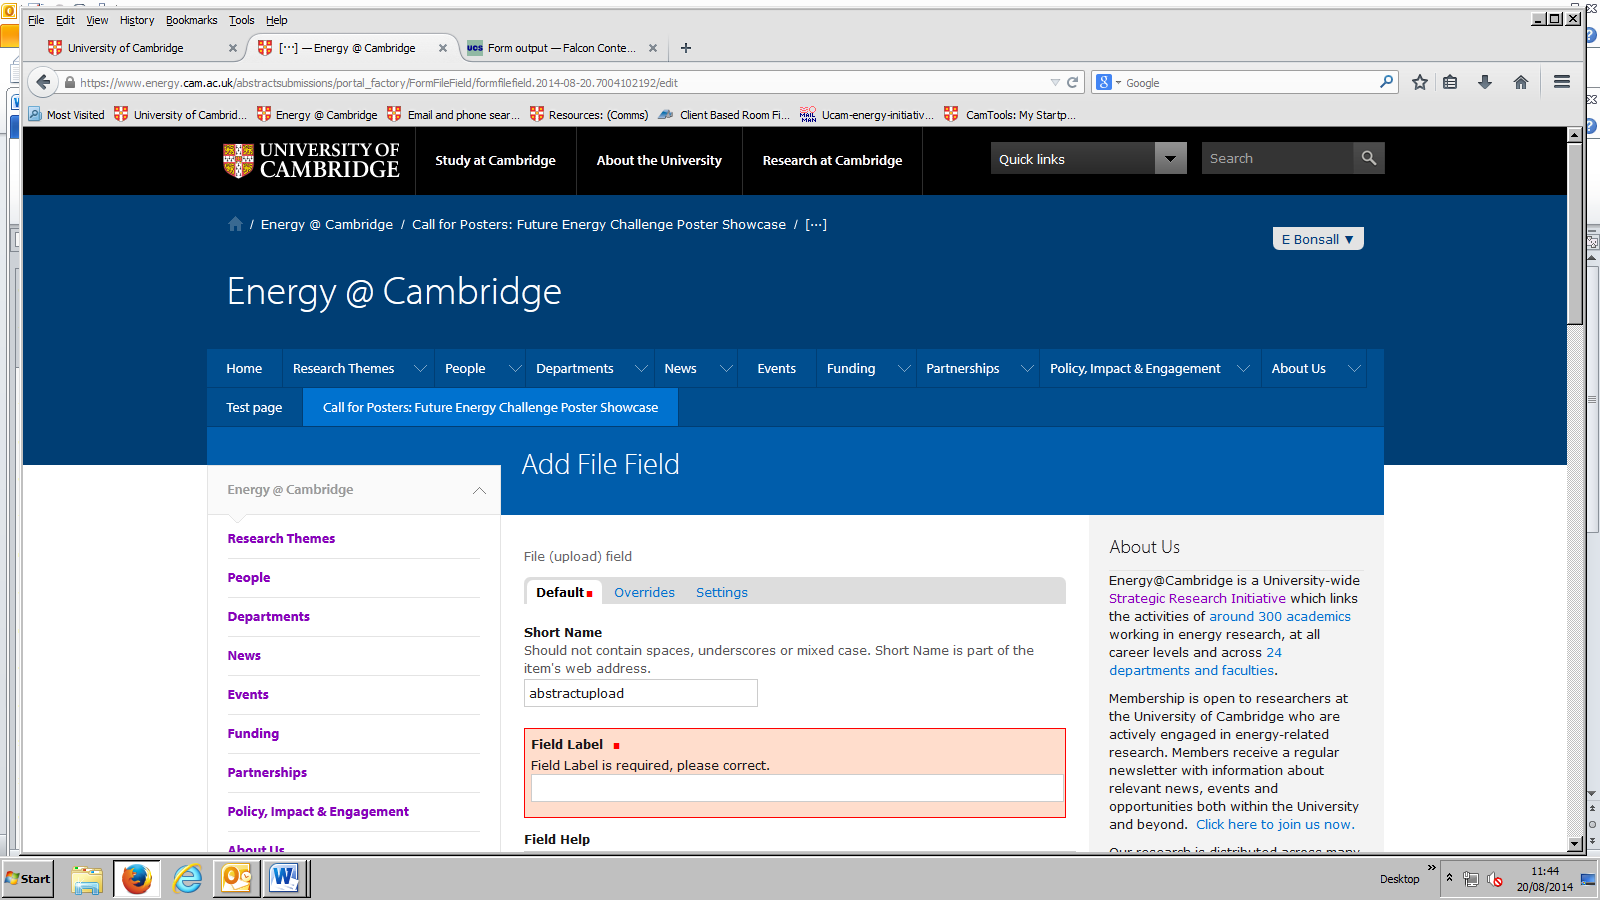 File Edit View History Bookmarks Tools Help
University of Cambridge
[···] — Energy @ Cambridge
ucs Form output — Falcon Conte...
https://www.energy.cam.ac.uk/abstractsubmissions/portal_factory/FormFileField/formfilefield.2014-08-20.7004102192/edit
Google
Most Visited University of Cambrid... Energy @ Cambridge Email and phone sear... Resources: (Comms) Client Based Room Fi... Ucam-energy-initiativ... CamTools: My Startp...
UNIVERSITY OF
CAMBRIDGE
Study at Cambridge About the University Research at Cambridge
Quick links
Search
/ Energy @ Cambridge / Call for Posters: Future Energy Challenge Poster Showcase / [···]
E Bonsall ▼
Energy @ Cambridge
Home Research Themes People Departments News Events Funding Partnerships Policy, Impact & Engagement About Us
Test page Call for Posters: Future Energy Challenge Poster Showcase
Add File Field
Energy @ Cambridge
Research Themes
People
Departments
News
Events
Funding
Partnerships
Policy, Impact & Engagement
About Us
File (upload) field
Default Overrides Settings
Short Name
Should not contain spaces, underscores or mixed case. Short Name is part of the
item's web address.
abstractupload
Field Label
Field Label is required, please correct.
Field Help
About Us
Energy@Cambridge is a University-wide
Strategic Research Initiative which links
the activities of around 300 academics
working in energy research, at all
career levels and across 24
departments and faculties.
Membership is open to researchers at
the University of Cambridge who are
actively engaged in energy-related
research. Members receive a regular
newsletter with information about
relevant news, events and
opportunities both within the University
and beyond. Click here to join us now.
Our research is distributed across many
Start
Desktop
11:44
20/08/2014